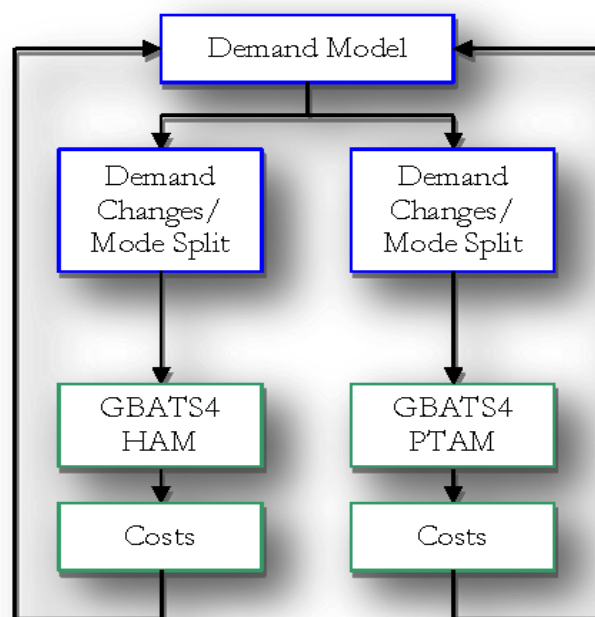 Demand Model
Demand
Changes/
Mode Split
Demand
Changes/
Mode Split
GBATS4
HAM
GBATS4
PTAM
Costs
Costs